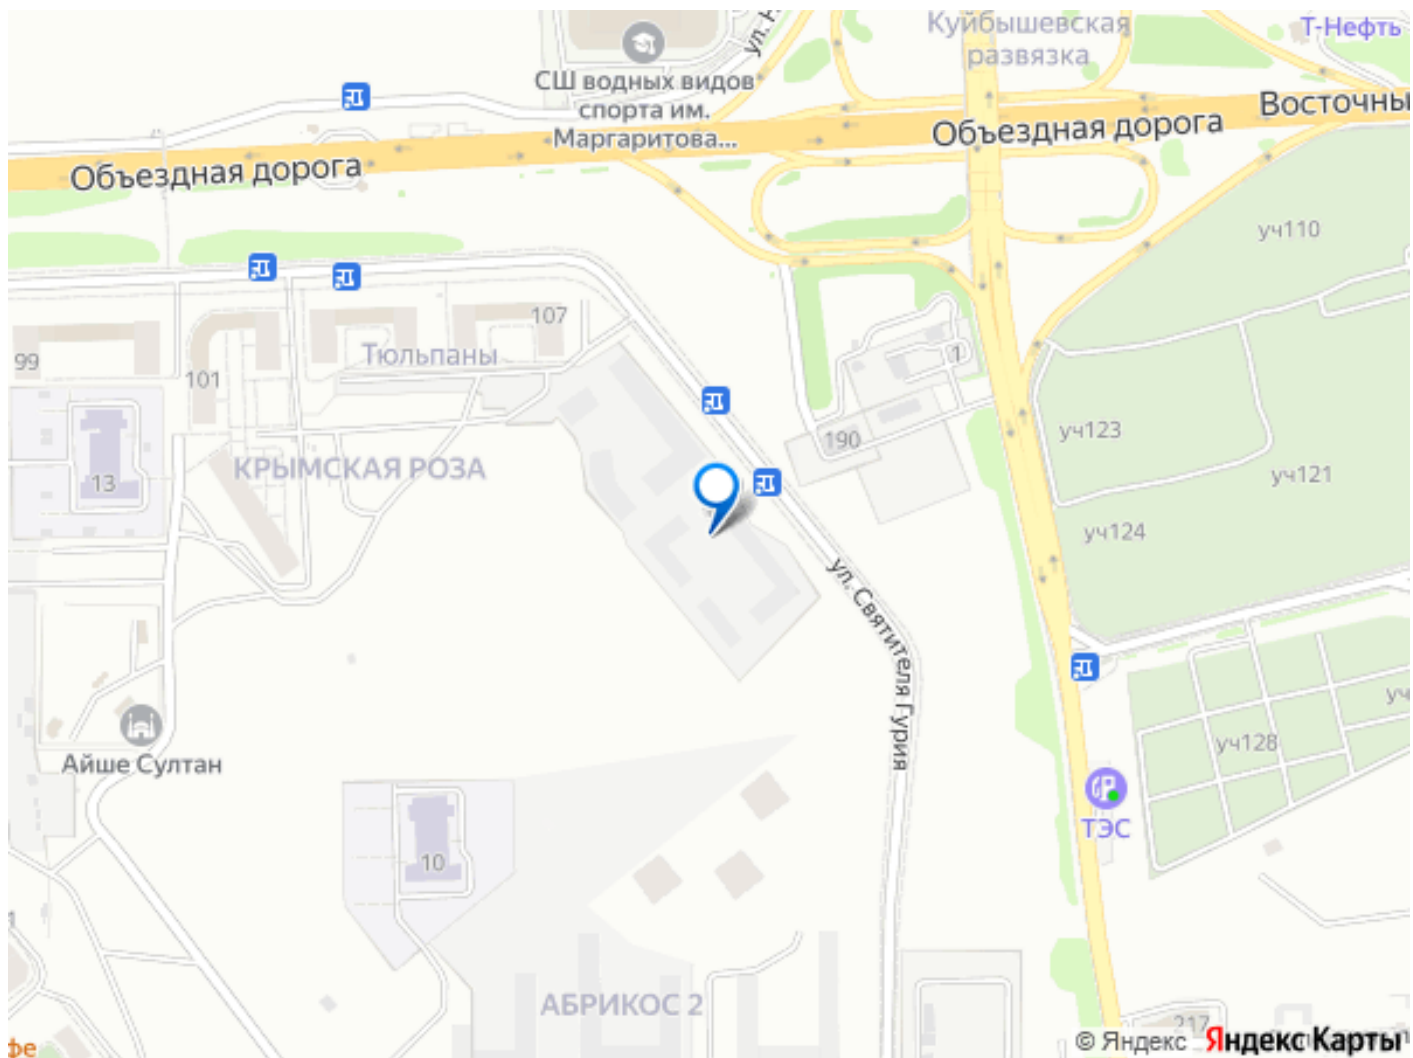 Куйбышевская
развязка
Т-Нефть
СШ водных видов
спорта им.
Маргаритова...
Восточны
Объездная дорога
Объездная дорога
уч110
107
99
Тюльпаны
101
1
190
уч123
КРЫМСКАЯ РОЗА
13
уч121
уч124
ул. Святителя Гурия
Айше Султан
уч128
ТЭС
10
АБРИКОС 2
217
фе
© Яндекс
Яндекс Карты